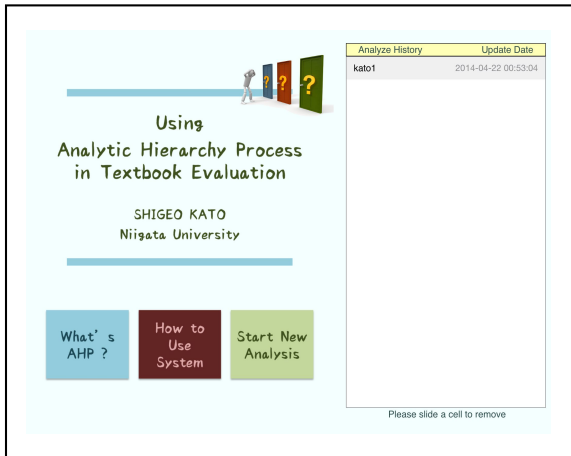 Using
Analytic Hierarchy Process
in Textbook Evaluation
SHIGEO KATO
Niigata University
What's
AHP ?
How to
Use
System
Start New
Analysis
Analyze History Update Date
kato1 2014-04-22 00:53:04
Please slide a cell to remove
? ? ?